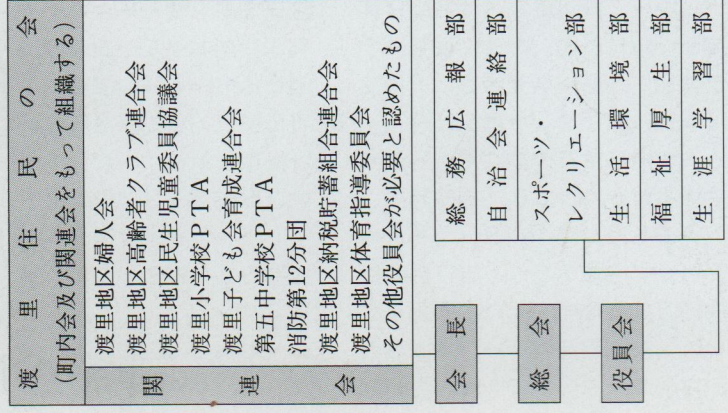 渡里住民の会
(町内会及び関連会をもって組織する)
関連会
渡里地区婦人会
渡里地区高齢者クラブ連合会
渡里地区民生児童委員協議会
渡里小学校PTA
渡里子ども会育成連合会
第五中学校PTA
消防第12分団
渡里地区納税貯蓄組合連合会
渡里地区体育指導委員会
その他役員会が必要と認めたもの
会長
総会
役員会
総務広報部
自治会連絡部
スポーツ・
レクリエーション部
生活環境部
福祉厚生部
生涯学習部